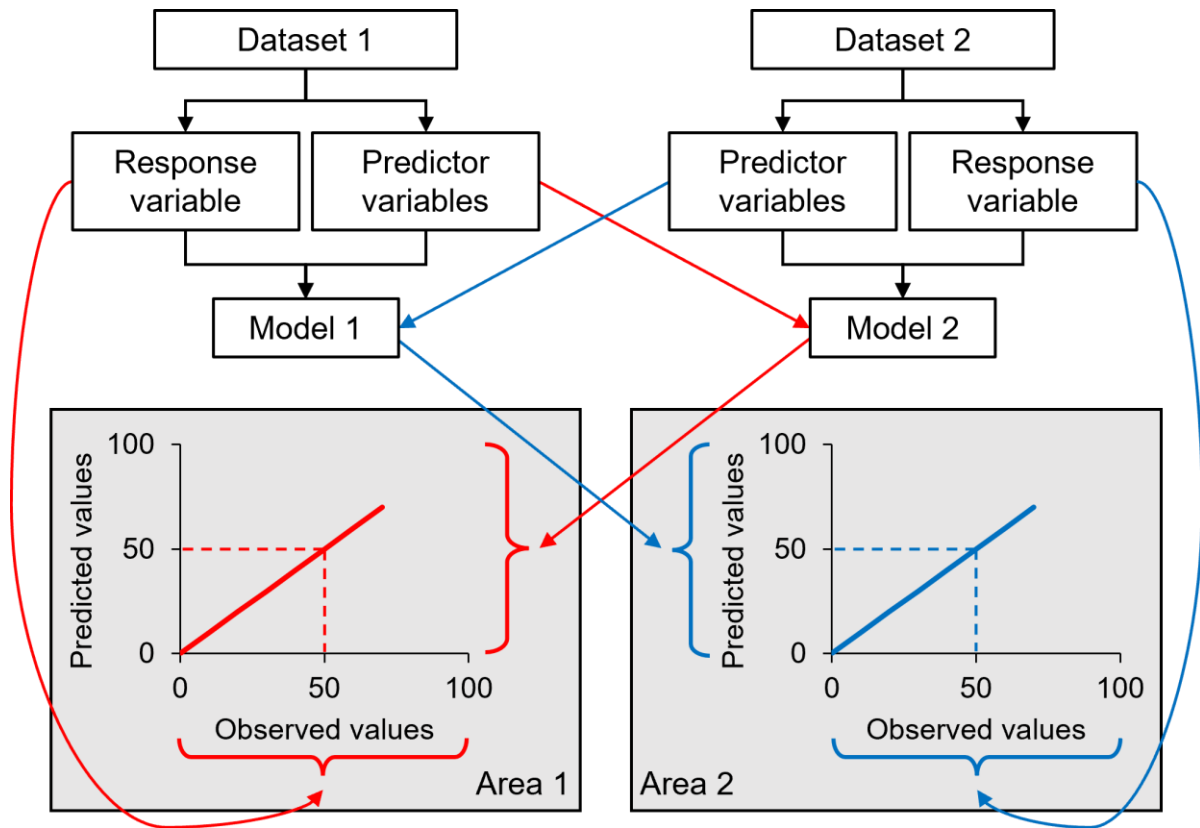 Dataset 1
Dataset 2
Response
variable
Predictor
variables
Predictor
variables
Response
variable
Model 1
Model 2
Predicted values
100
50
0
0
50
100
Observed values
Area 1
Predicted values
100
50
0
0
50
100
Observed values
Area 2